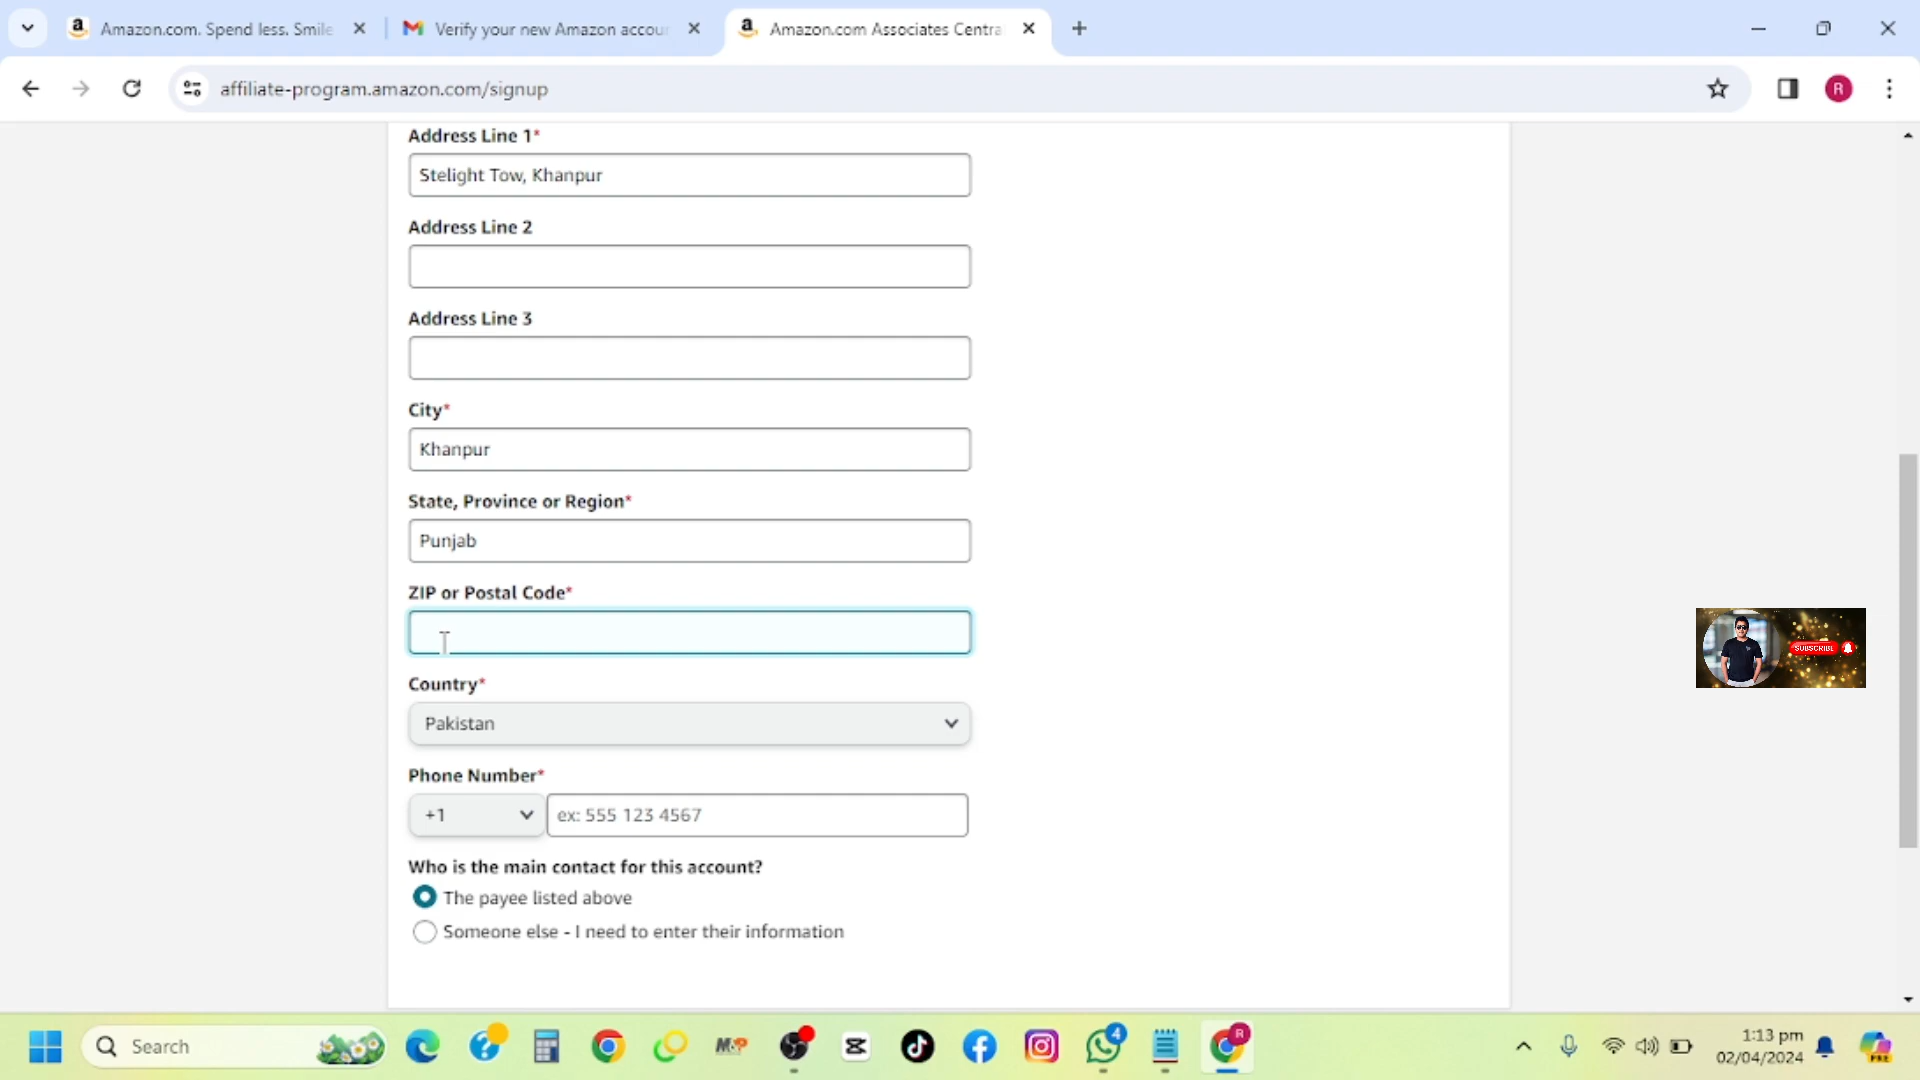 Amazon.com. Spend less. Smile
Verify your new Amazon accou
Amazon.com Associates Centra
affiliate-program.amazon.com/signup
R
Address Line 1*
Stelight Tow, Khanpur
Address Line 2
Address Line 3
City*
Khanpur
State, Province or Region*
Punjab
ZIP or Postal Code*
SUBSCRIBE
Country*
Pakistan
Phone Number*
+1
ex: 555 123 4567
Who is the main contact for this account?
The payee listed above
Someone else - I need to enter their information
Search
4
R
1:13 pm
02/04/2024
PRE